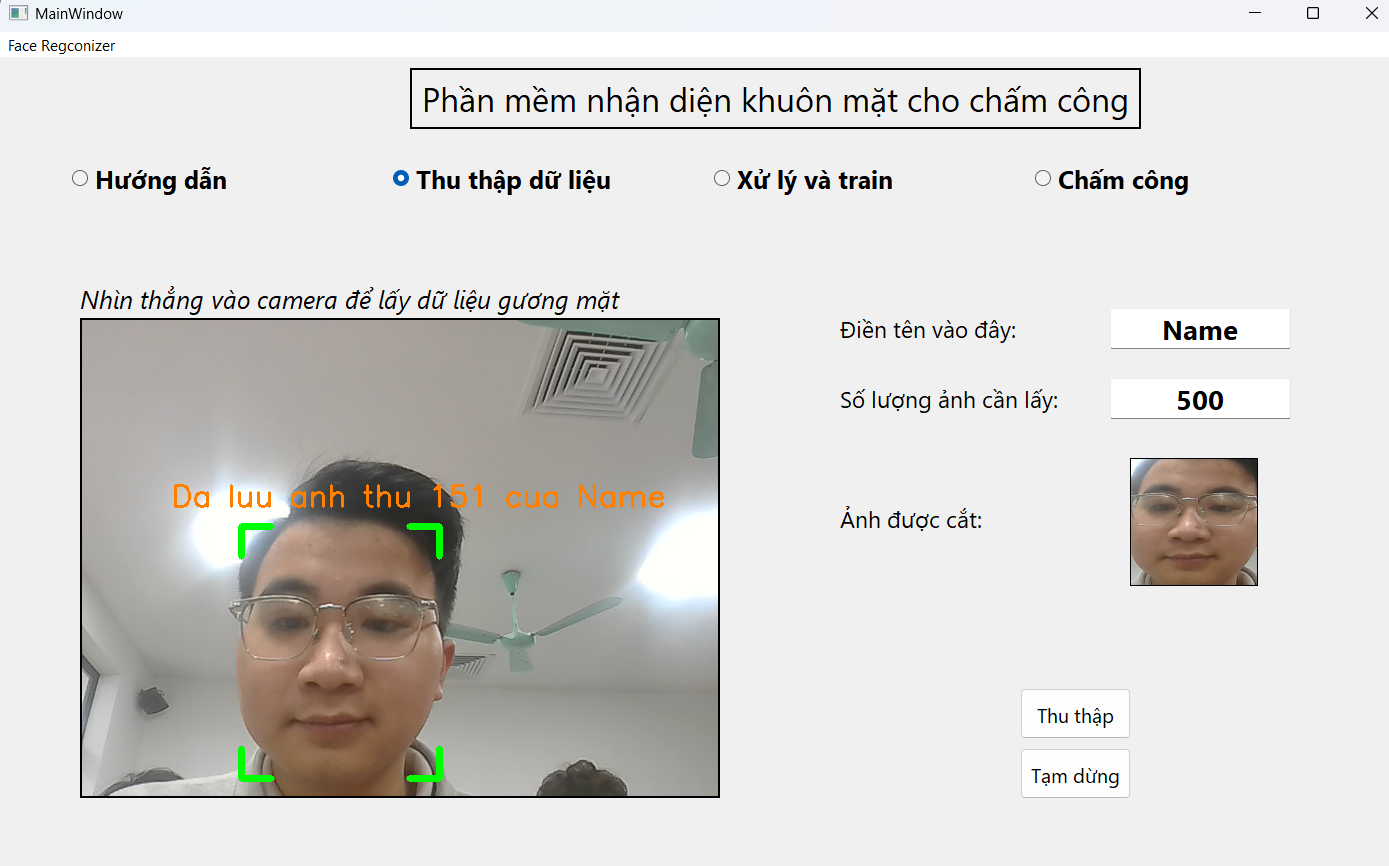 MainWindow
Face Regconizer
Phần mềm nhận diện khuôn mặt cho chấm công
Hướng dẫn
Thu thập dữ liệu
Xử lý và train
Chấm công
Nhìn thẳng vào camera để lấy dữ liệu gương mặt
Điền tên vào đây:
Name
Số lượng ảnh cần lấy:
500
Da luu anh thu 151 cua Name
Ảnh được cắt:
Thu thập
Tạm dừng